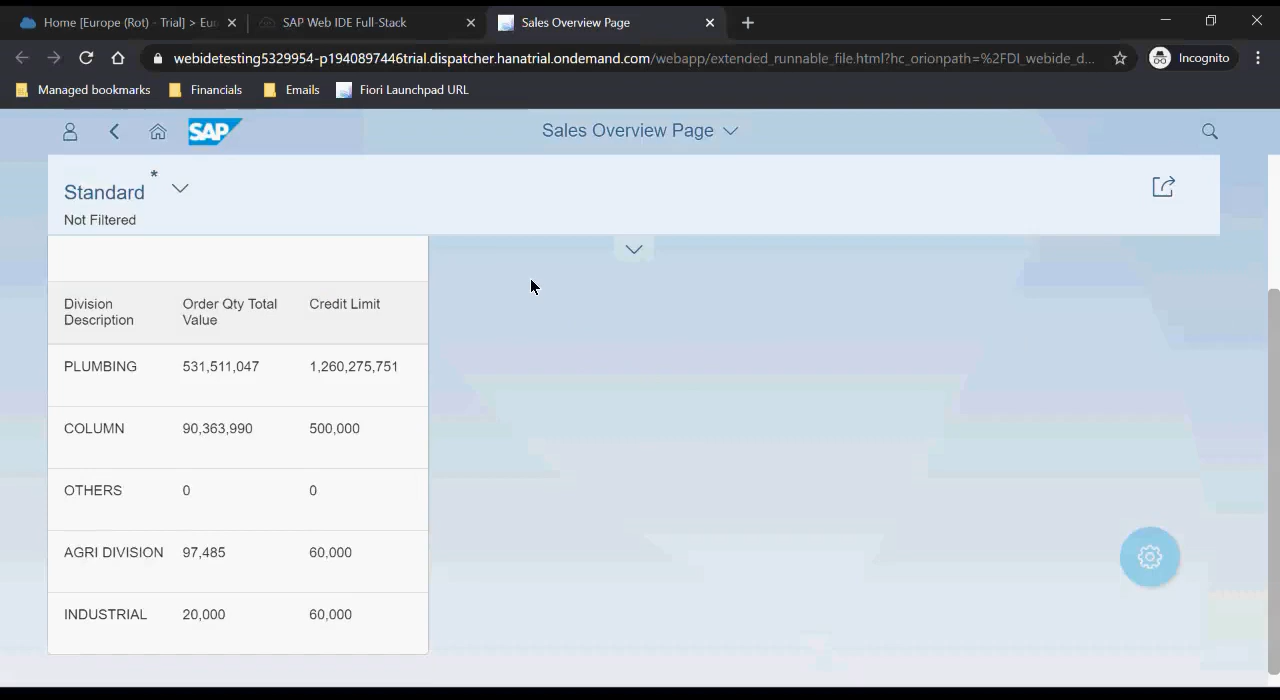 Home [Europe (Rot) - Trial] > Eu
SAP Web IDE Full-Stack
Sales Overview Page
webidetesting5329954-p1940897446trial.dispatcher.hanatrial.ondemand.com/webapp/extended_runnable_file.html?hc_orionpath=%2FDI_webide_d...
Incognito
Managed bookmarks
Financials
Emails
Fiori Launchpad URL
SAP
Sales Overview Page
Standard *
Not Filtered
Division Description
Order Qty Total Value
Credit Limit
PLUMBING 531,511,047 1,260,275,751
COLUMN 90,363,990 500,000
OTHERS 0 0
AGRI DIVISION 97,485 60,000
INDUSTRIAL 20,000 60,000